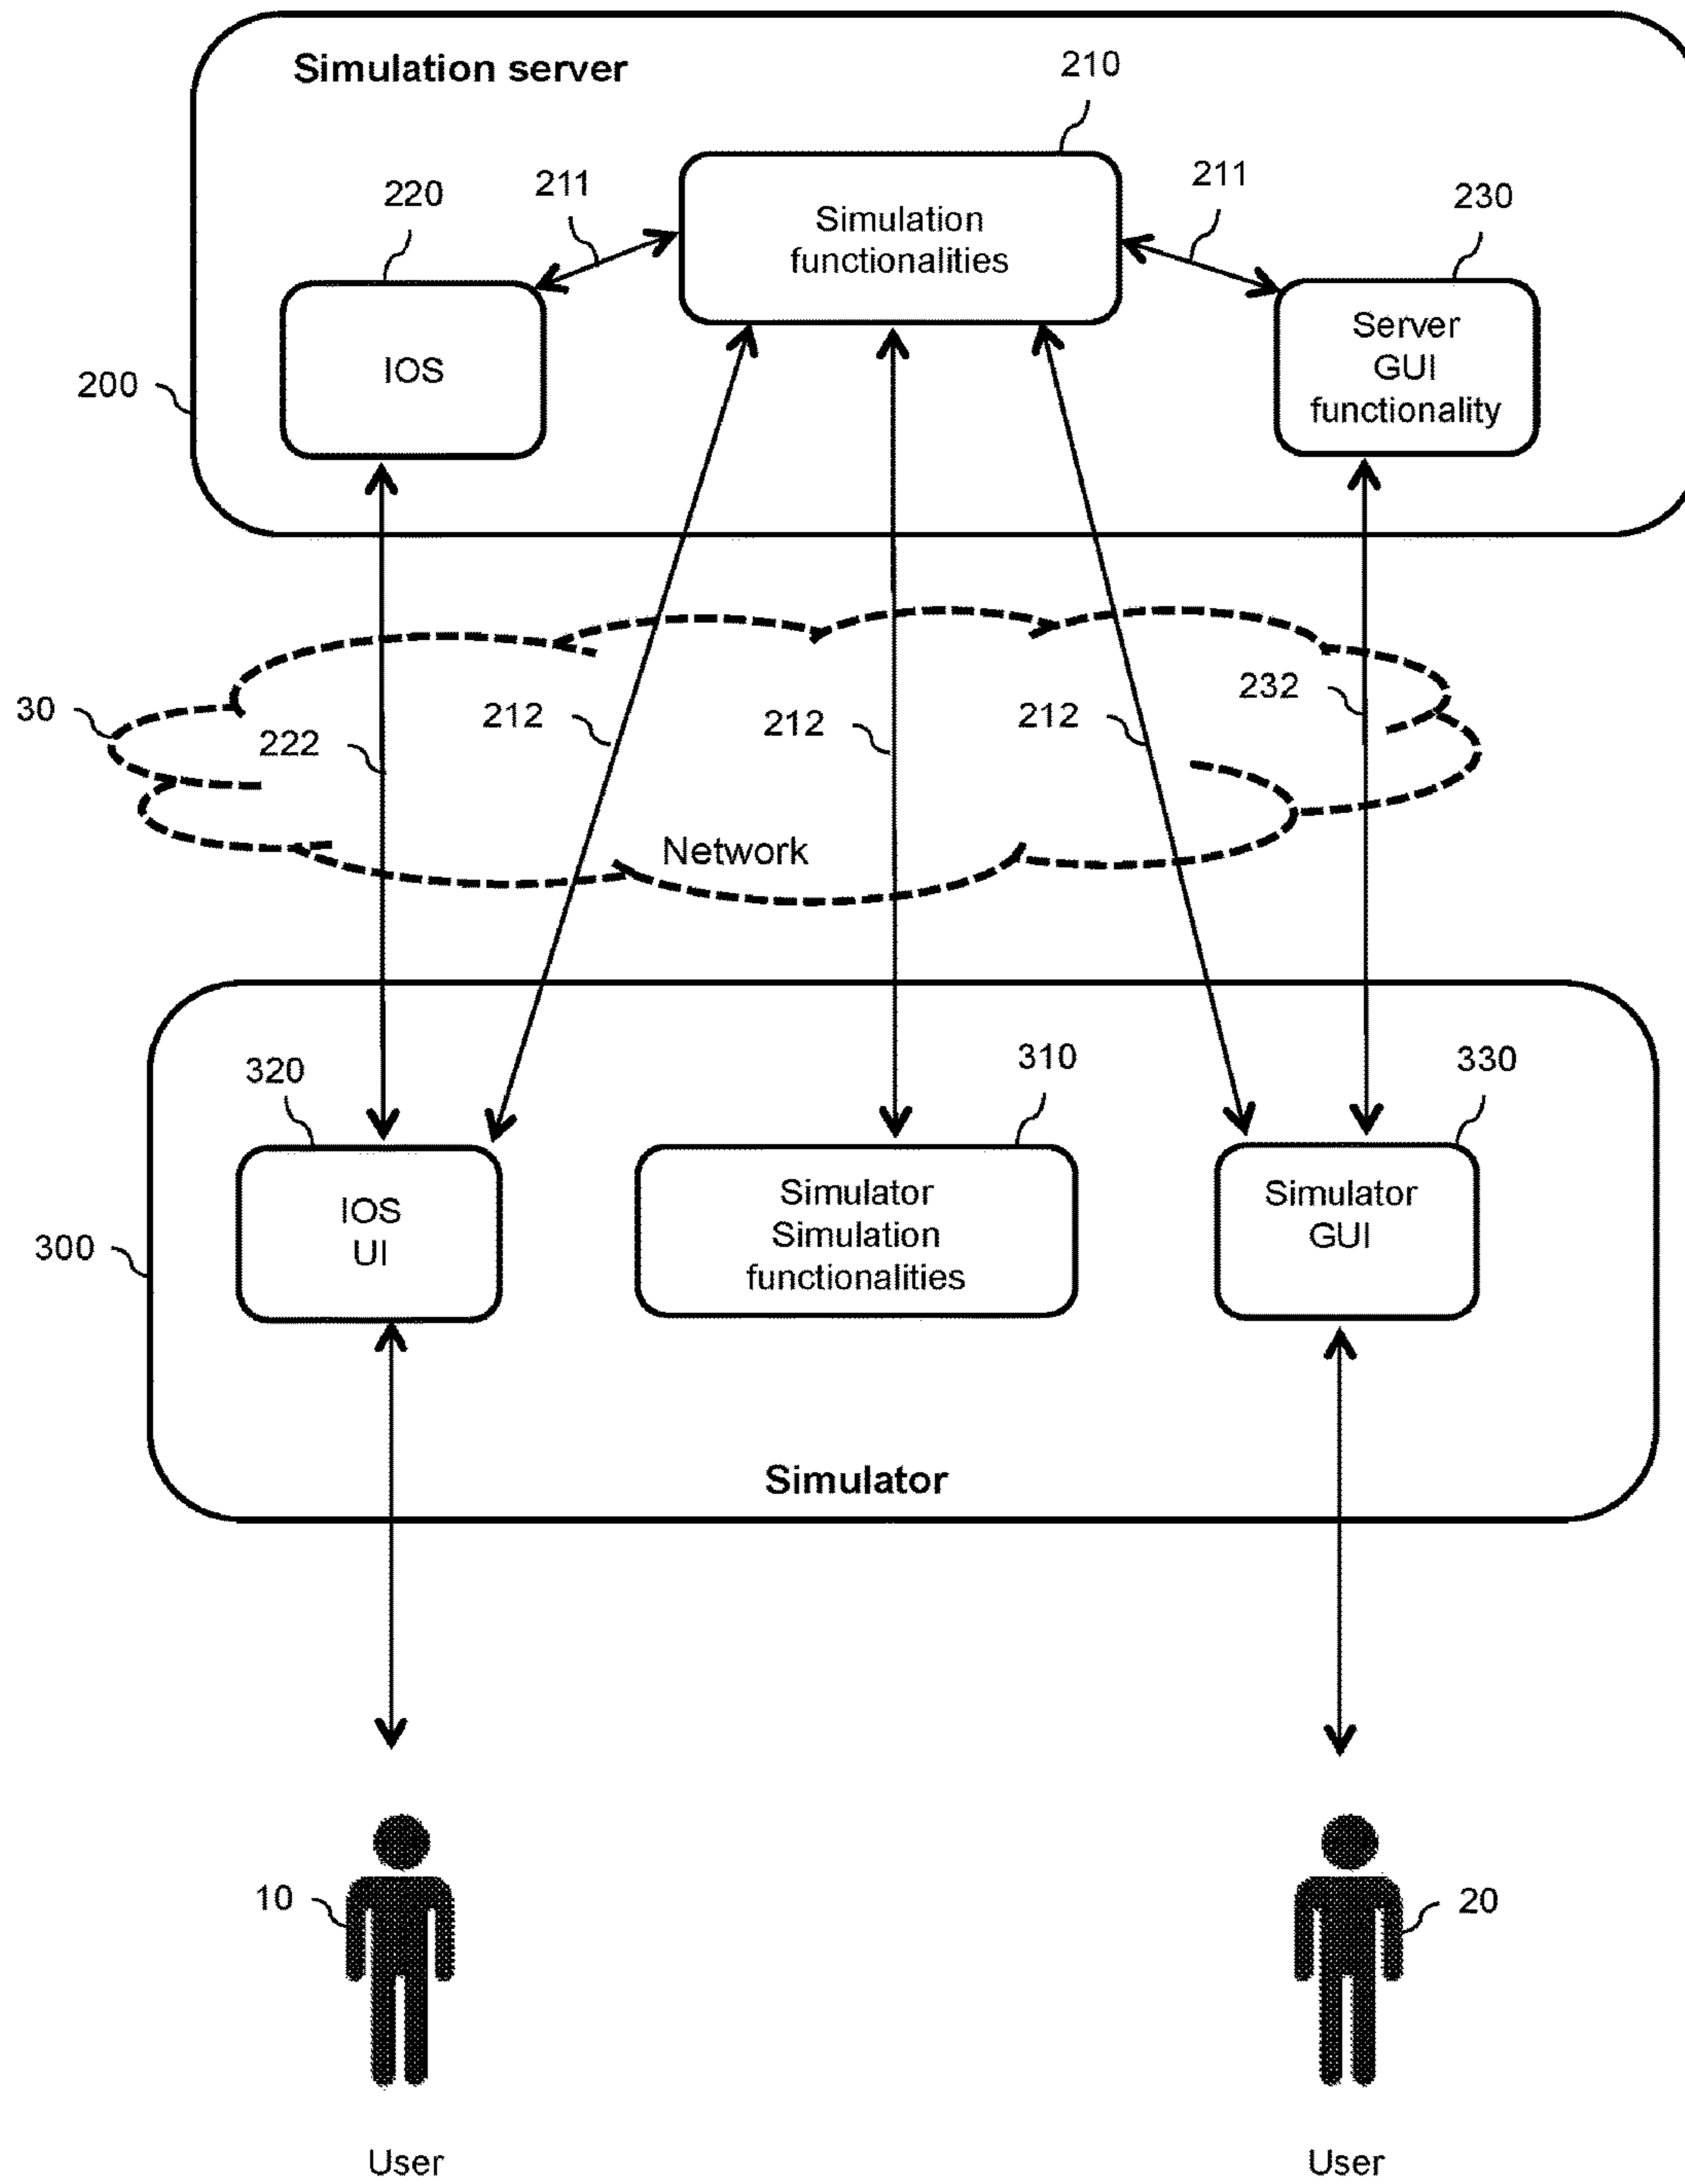 Simulation server
210
211
211
220
230
Simulation
functionalities
Server
GUI
functionality
IOS
200
30
222
212
212
212
232
Network
320
310
330
IOS
UI
Simulator
Simulation
functionalities
Simulator
GUI
300
Simulator
10
20
User
User